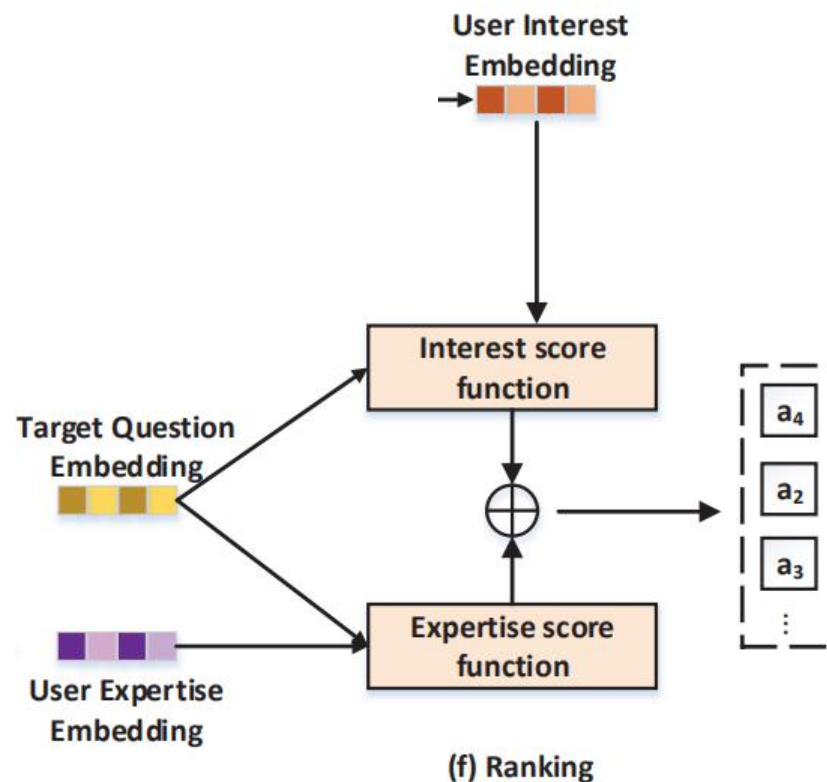 User Interest
Embedding
Interest score
function
Target Question
Embedding
a₄
a₂
a₃
⋮
Expertise score
function
User Expertise
Embedding
(f) Ranking